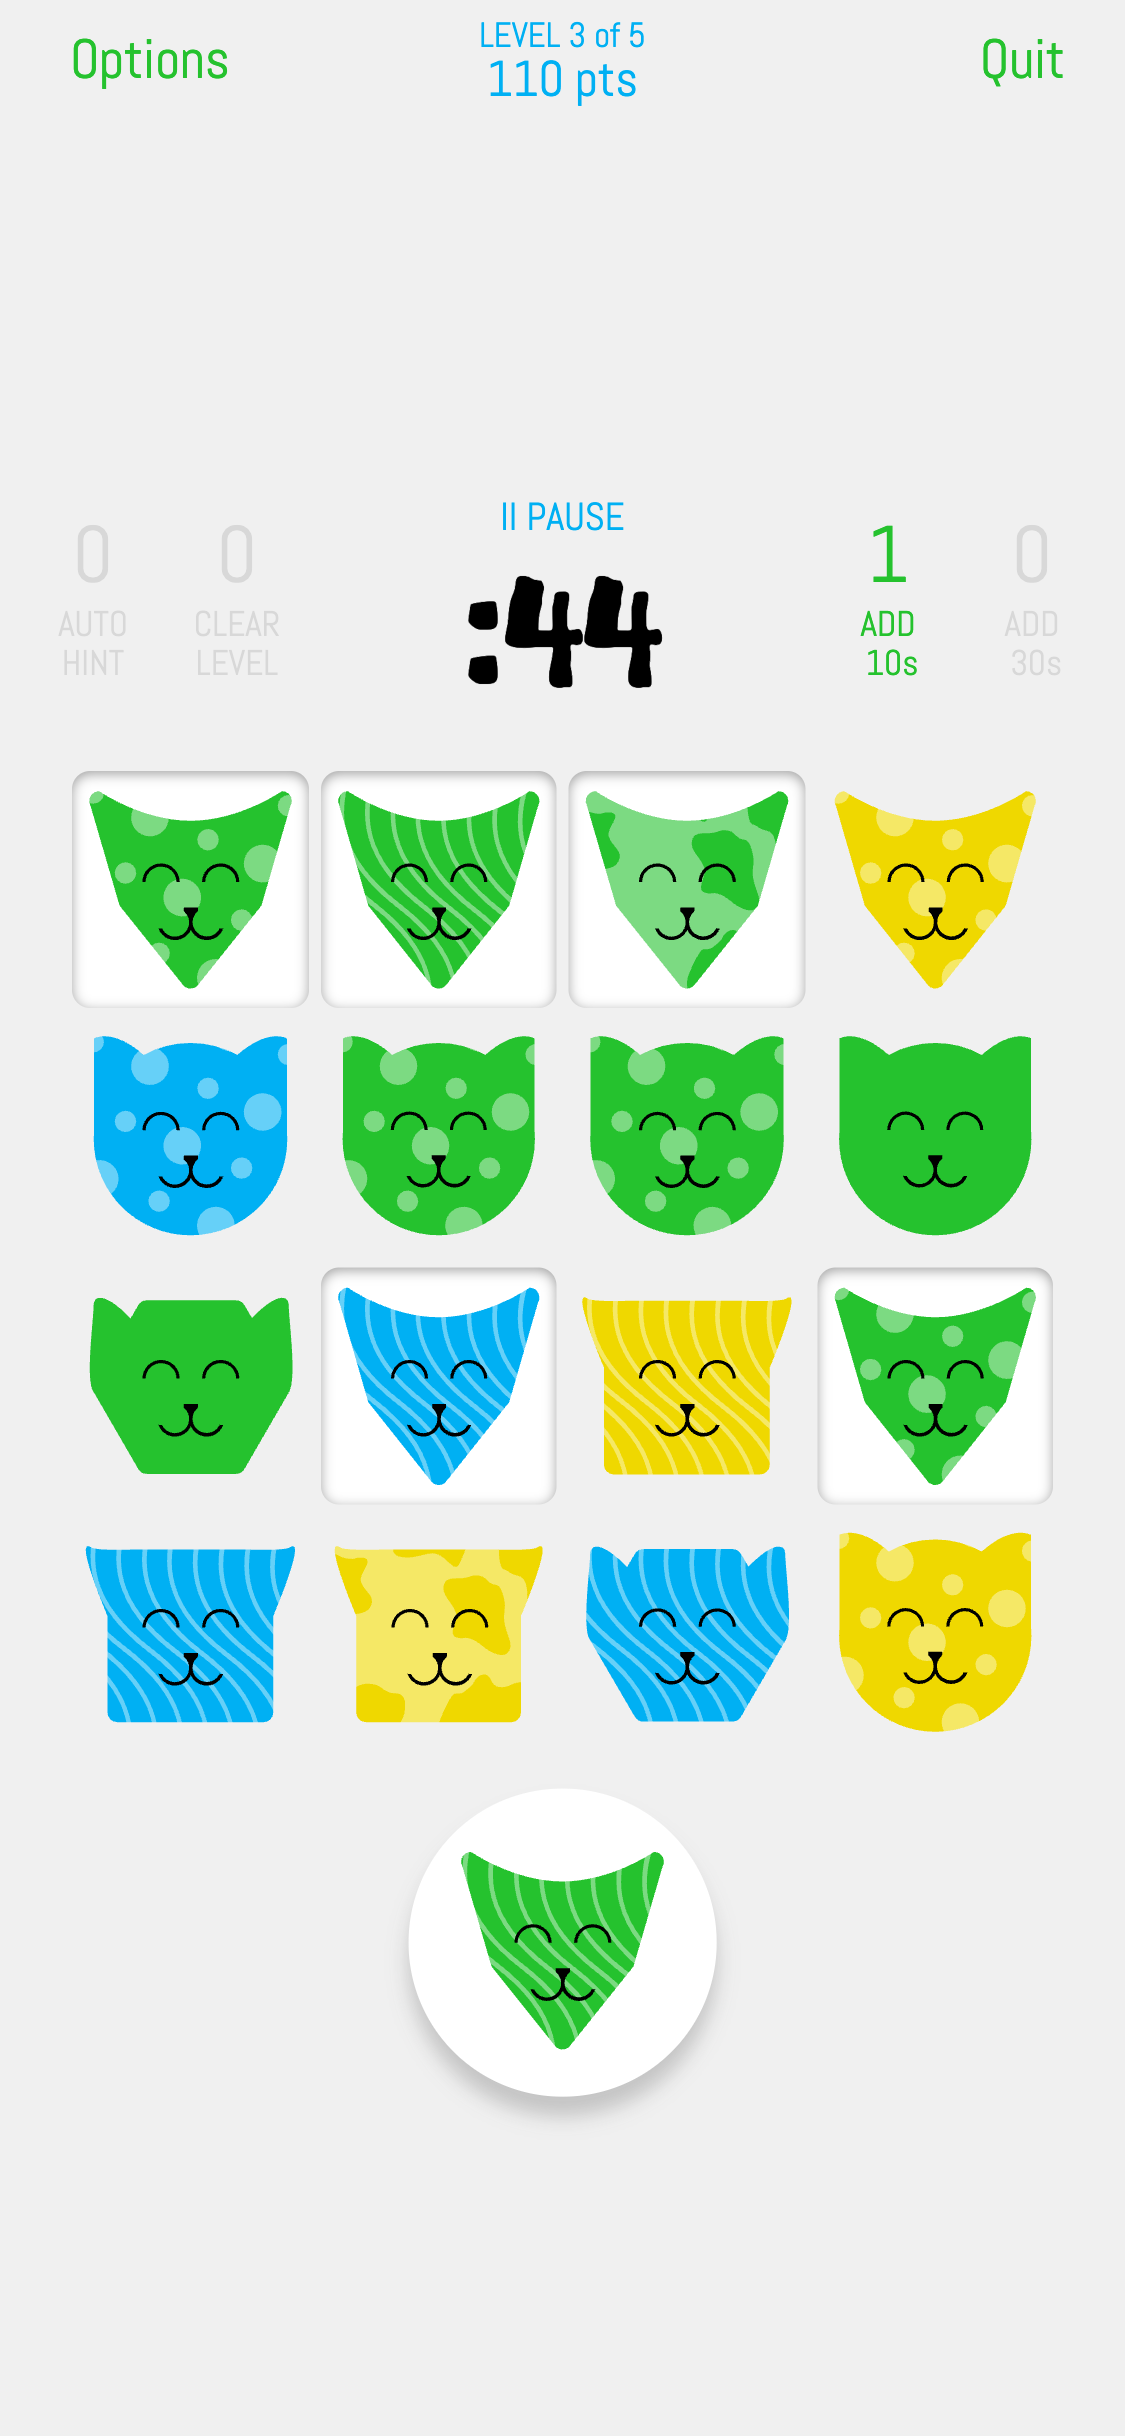 Options
LEVEL 3 of 5
110 pts
Quit
II PAUSE
0
AUTO
HINT
0
CLEAR
LEVEL
:44
1
ADD
10s
0
ADD
30s